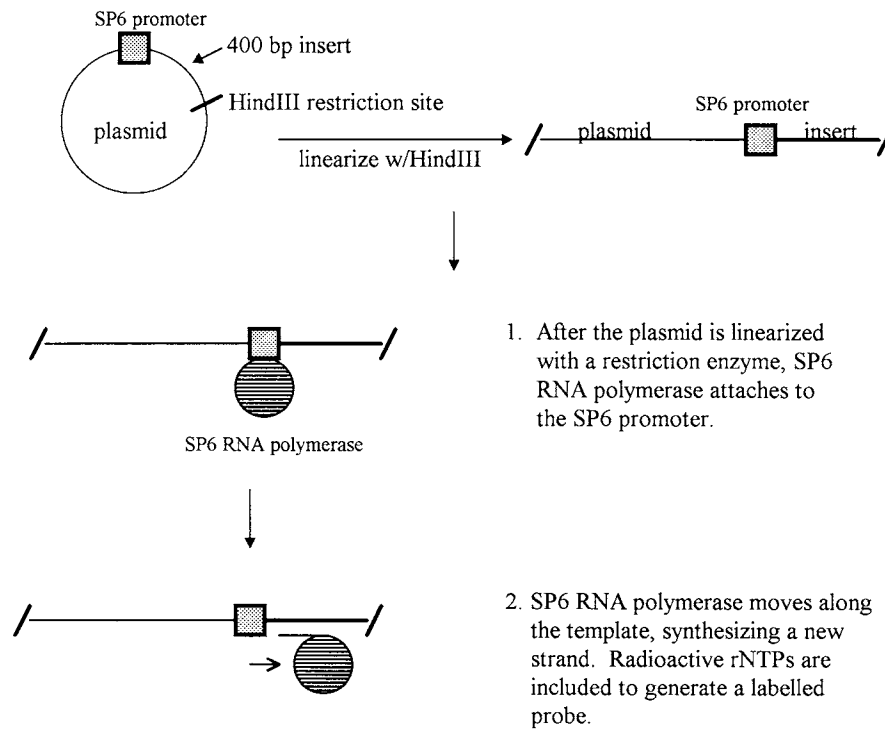 SP6 promoter
400 bp insert
HindIII restriction site
plasmid
linearize w/HindIII
SP6 promoter
plasmid
insert
SP6 RNA polymerase
1. After the plasmid is linearized
with a restriction enzyme, SP6
RNA polymerase attaches to
the SP6 promoter.
2. SP6 RNA polymerase moves along
the template, synthesizing a new
strand. Radioactive rNTPs are
included to generate a labelled
probe.